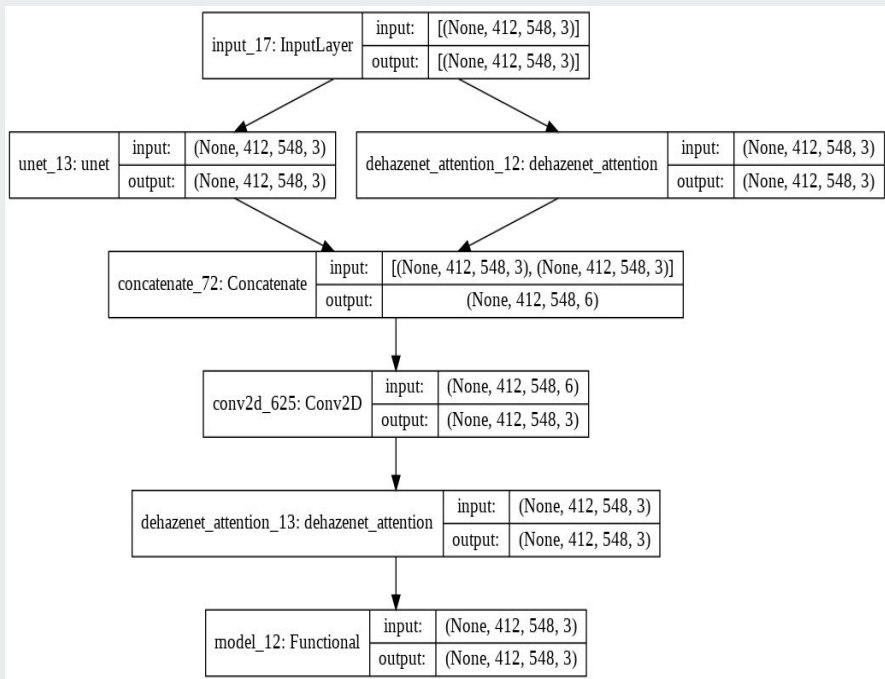 input_17: InputLayer
input: [(None, 412, 548, 3)]
output: [(None, 412, 548, 3)]
unet_13: unet
input: (None, 412, 548, 3)
output: (None, 412, 548, 3)
dehazenet_attention_12: dehazenet_attention
input: (None, 412, 548, 3)
output: (None, 412, 548, 3)
concatenate_72: Concatenate
input: [(None, 412, 548, 3), (None, 412, 548, 3)]
output: (None, 412, 548, 6)
conv2d_625: Conv2D
input: (None, 412, 548, 6)
output: (None, 412, 548, 3)
dehazenet_attention_13: dehazenet_attention
input: (None, 412, 548, 3)
output: (None, 412, 548, 3)
model_12: Functional
input: (None, 412, 548, 3)
output: (None, 412, 548, 3)